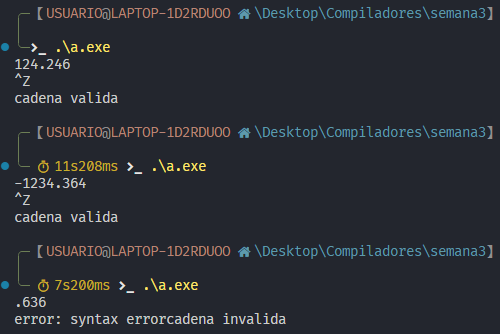 【USUARIO@LAPTOP-1D2RDUOO \Desktop\Compiladores\semana3】
.\a.exe
124.246
^Z
cadena valida
【USUARIO@LAPTOP-1D2RDUOO \Desktop\Compiladores\semana3】
11s208ms .\a.exe
-1234.364
^Z
cadena valida
【USUARIO@LAPTOP-1D2RDUOO \Desktop\Compiladores\semana3】
7s200ms .\a.exe
.636
error: syntax errorcadena invalida